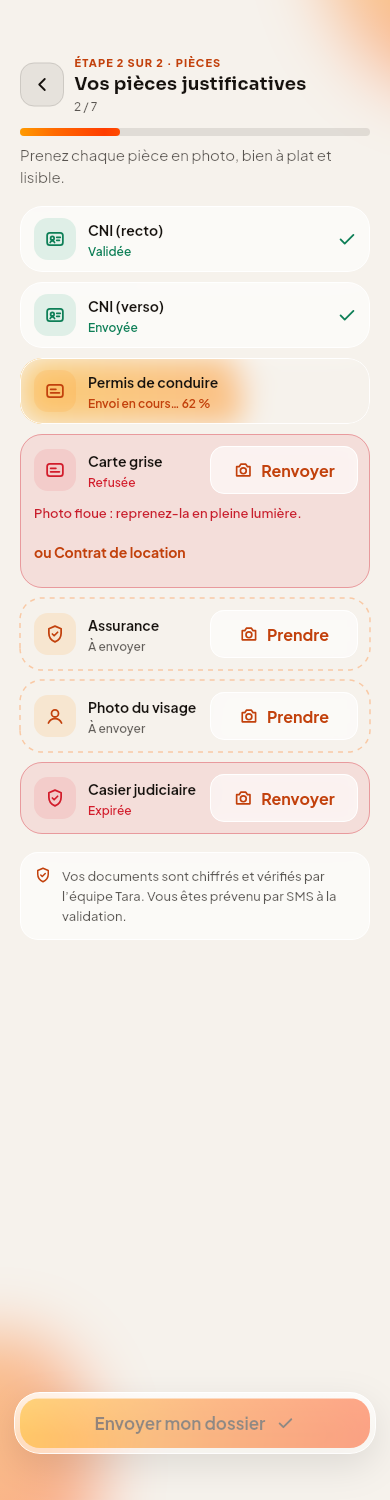 ÉTAPE 2 SUR 2 · PIÈCES
Vos pièces justificatives
2 / 7
Prenez chaque pièce en photo, bien à plat et
lisible.
CNI (recto)
Validée
CNI (verso)
Envoyée
Permis de conduire
Envoi en cours… 62 %
Carte grise
Refusée
Renvoyer
Photo floue : reprenez-la en pleine lumière.
ou Contrat de location
Assurance
À envoyer
Prendre
Photo du visage
À envoyer
Prendre
Casier judiciaire
Expirée
Renvoyer
Vos documents sont chiffrés et vérifiés par
l'équipe Tara. Vous êtes prévenu par SMS à la
validation.
Envoyer mon dossier